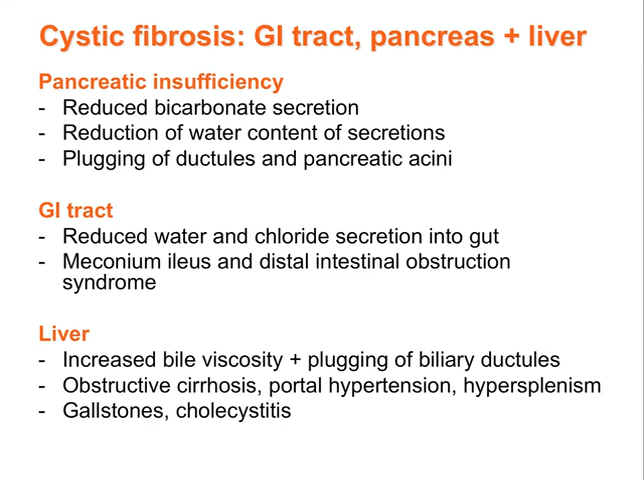 Cystic fibrosis: GI tract, pancreas + liver
Pancreatic insufficiency
- Reduced bicarbonate secretion
- Reduction of water content of secretions
- Plugging of ductules and pancreatic acini
GI tract
- Reduced water and chloride secretion into gut
- Meconium ileus and distal intestinal obstruction
syndrome
Liver
- Increased bile viscosity + plugging of biliary ductules
- Obstructive cirrhosis, portal hypertension, hypersplenism
- Gallstones, cholecystitis